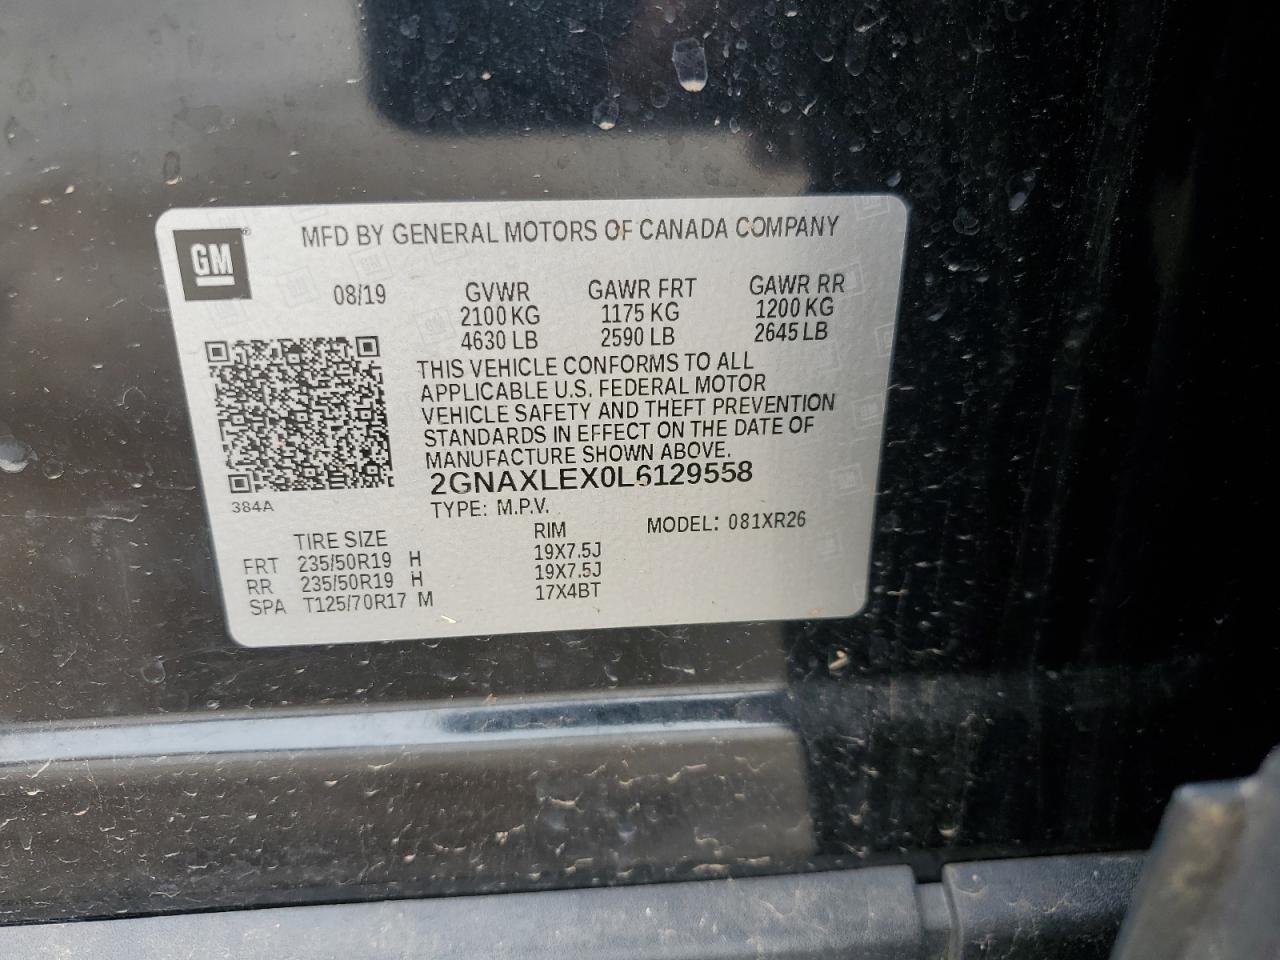 MFD BY GENERAL MOTORS OF CANADA COMPANY
GM
08/19 GVWR GAWR FRT GAWR RR
2100 KG 1175 KG 1200 KG
4630 LB 2590 LB 2645 LB
THIS VEHICLE CONFORMS TO ALL
APPLICABLE U.S. FEDERAL MOTOR
VEHICLE SAFETY AND THEFT PREVENTION
STANDARDS IN EFFECT ON THE DATE OF
MANUFACTURE SHOWN ABOVE.
2GNAXLEX0L6129558
384A
TYPE: M.P.V. MODEL: 081XR26
TIRE SIZE RIM
FRT 235/50R19 H 19X7.5J
RR 235/50R19 H 19X7.5J
SPA T125/70R17 M 17X4BT